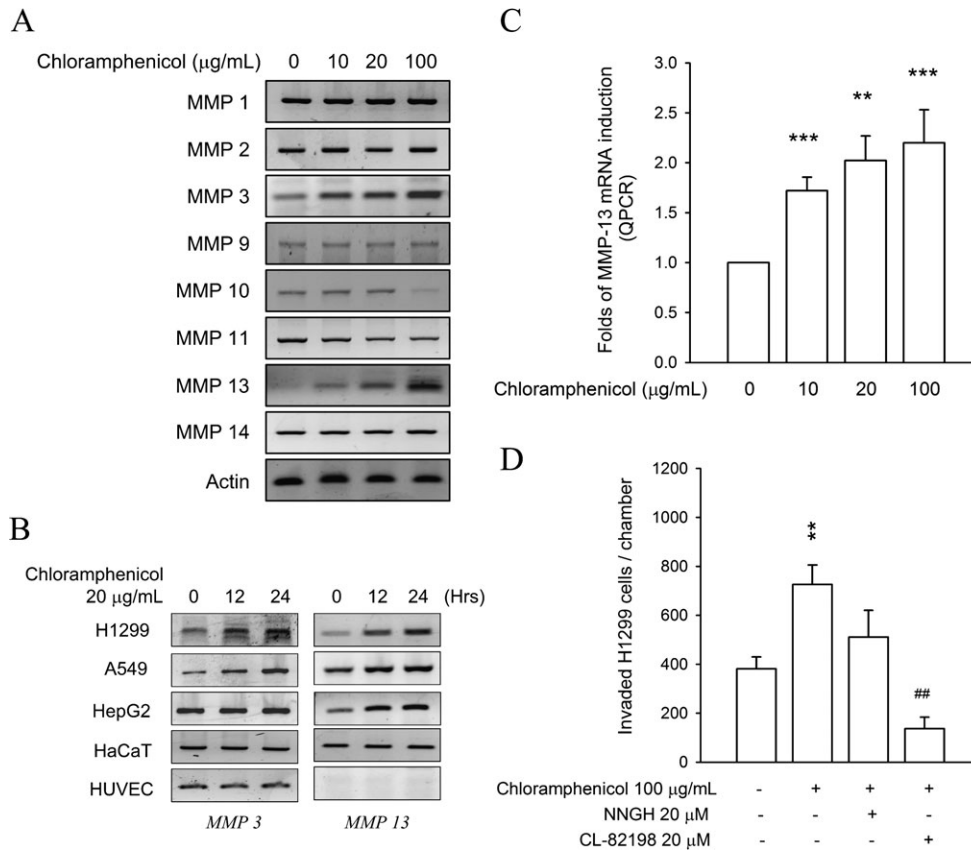 A
Chloramphenicol (μg/mL) 0 10 20 100
MMP 1
MMP 2
MMP 3
MMP 9
MMP 10
MMP 11
MMP 13
MMP 14
Actin
B
Chloramphenicol
20 μg/mL 0 12 24 0 12 24 (Hrs)
H1299
A549
HepG2
HaCaT
HUVEC
MMP 3 MMP 13
C
Folds of MMP-13 mRNA induction
(QPCR)
3.0
2.5
2.0
1.5
1.0
0.5
0.0
*** ** ***
Chloramphenicol (μg/mL) 0 10 20 100
D
Invaded H1299 cells / chamber
1200
1000
800
600
400
200
0
**
##
Chloramphenicol 100 μg/mL - + + +
NNGH 20 μM - - + -
CL-82198 20 μM - - - +